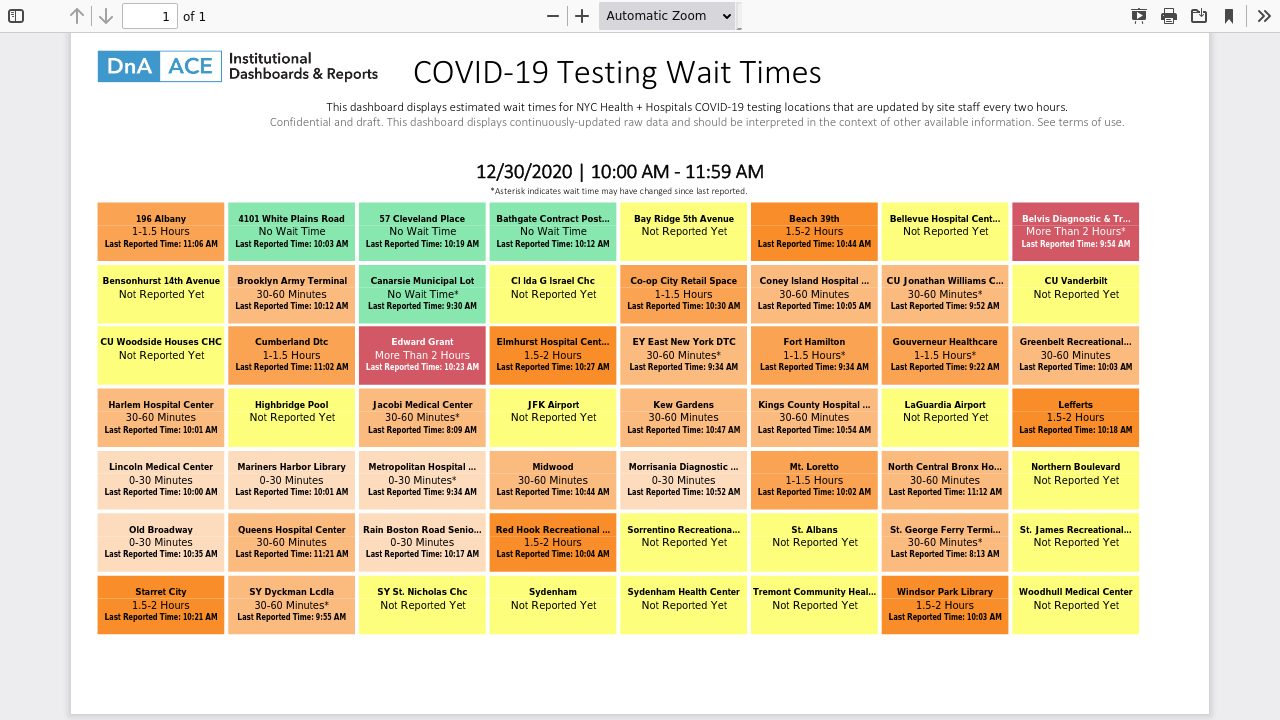 1 of 1
Automatic Zoom
DnA ACE Institutional Dashboards & Reports
COVID-19 Testing Wait Times
This dashboard displays estimated wait times for NYC Health + Hospitals COVID-19 testing locations that are updated by site staff every two hours.
Confidential and draft. This dashboard displays continuously-updated raw data and should be interpreted in the context of other available information. See terms of use.
12/30/2020 | 10:00 AM - 11:59 AM
*Asterisk indicates wait time may have changed since last reported.
196 Albany
1-1.5 Hours
Last Reported Time: 11:06 AM
4101 White Plains Road
No Wait Time
Last Reported Time: 10:03 AM
57 Cleveland Place
No Wait Time
Last Reported Time: 10:19 AM
Bathgate Contract Post...
No Wait Time
Last Reported Time: 10:12 AM
Bay Ridge 5th Avenue
Not Reported Yet
Beach 39th
1.5-2 Hours
Last Reported Time: 10:44 AM
Bellevue Hospital Cent...
Not Reported Yet
Belvis Diagnostic & Tr...
More Than 2 Hours*
Last Reported Time: 9:54 AM
Bensonhurst 14th Avenue
Not Reported Yet
Brooklyn Army Terminal
30-60 Minutes
Last Reported Time: 10:12 AM
Canarsie Municipal Lot
No Wait Time*
Last Reported Time: 9:30 AM
CI Ida G Israel Chc
Not Reported Yet
Co-op City Retail Space
1-1.5 Hours
Last Reported Time: 10:30 AM
Coney Island Hospital ...
30-60 Minutes
Last Reported Time: 10:05 AM
CU Jonathan Williams C...
30-60 Minutes*
Last Reported Time: 9:52 AM
CU Vanderbilt
Not Reported Yet
CU Woodside Houses CHC
Not Reported Yet
Cumberland Dtc
1-1.5 Hours
Last Reported Time: 11:02 AM
Edward Grant
More Than 2 Hours
Last Reported Time: 10:23 AM
Elmhurst Hospital Cent...
1.5-2 Hours
Last Reported Time: 10:27 AM
EY East New York DTC
30-60 Minutes*
Last Reported Time: 9:34 AM
Fort Hamilton
1-1.5 Hours*
Last Reported Time: 9:34 AM
Gouverneur Healthcare
1-1.5 Hours*
Last Reported Time: 9:22 AM
Greenbelt Recreational...
30-60 Minutes
Last Reported Time: 10:03 AM
Harlem Hospital Center
30-60 Minutes
Last Reported Time: 10:01 AM
Highbridge Pool
Not Reported Yet
Jacobi Medical Center
30-60 Minutes*
Last Reported Time: 8:09 AM
JFK Airport
Not Reported Yet
Kew Gardens
30-60 Minutes
Last Reported Time: 10:47 AM
Kings County Hospital ...
30-60 Minutes
Last Reported Time: 10:54 AM
LaGuardia Airport
Not Reported Yet
Lefferts
1.5-2 Hours
Last Reported Time: 10:18 AM
Lincoln Medical Center
0-30 Minutes
Last Reported Time: 10:00 AM
Mariners Harbor Library
0-30 Minutes
Last Reported Time: 10:01 AM
Metropolitan Hospital ...
0-30 Minutes*
Last Reported Time: 9:34 AM
Midwood
30-60 Minutes
Last Reported Time: 10:44 AM
Morrisania Diagnostic ...
0-30 Minutes
Last Reported Time: 10:52 AM
Mt. Loretto
1-1.5 Hours
Last Reported Time: 10:02 AM
North Central Bronx Ho...
30-60 Minutes
Last Reported Time: 11:12 AM
Northern Boulevard
Not Reported Yet
Old Broadway
0-30 Minutes
Last Reported Time: 10:35 AM
Queens Hospital Center
30-60 Minutes
Last Reported Time: 11:21 AM
Rain Boston Road Senio...
0-30 Minutes
Last Reported Time: 10:17 AM
Red Hook Recreational ...
1.5-2 Hours
Last Reported Time: 10:04 AM
Sorrentino Recreationa...
Not Reported Yet
St. Albans
Not Reported Yet
St. George Ferry Termi...
30-60 Minutes*
Last Reported Time: 8:13 AM
St. James Recreational...
Not Reported Yet
Starret City
1.5-2 Hours
Last Reported Time: 10:21 AM
SY Dyckman Lcdla
30-60 Minutes*
Last Reported Time: 9:55 AM
SY St. Nicholas Chc
Not Reported Yet
Sydenham
Not Reported Yet
Sydenham Health Center
Not Reported Yet
Tremont Community Heal...
Not Reported Yet
Windsor Park Library
1.5-2 Hours
Last Reported Time: 10:03 AM
Woodhull Medical Center
Not Reported Yet